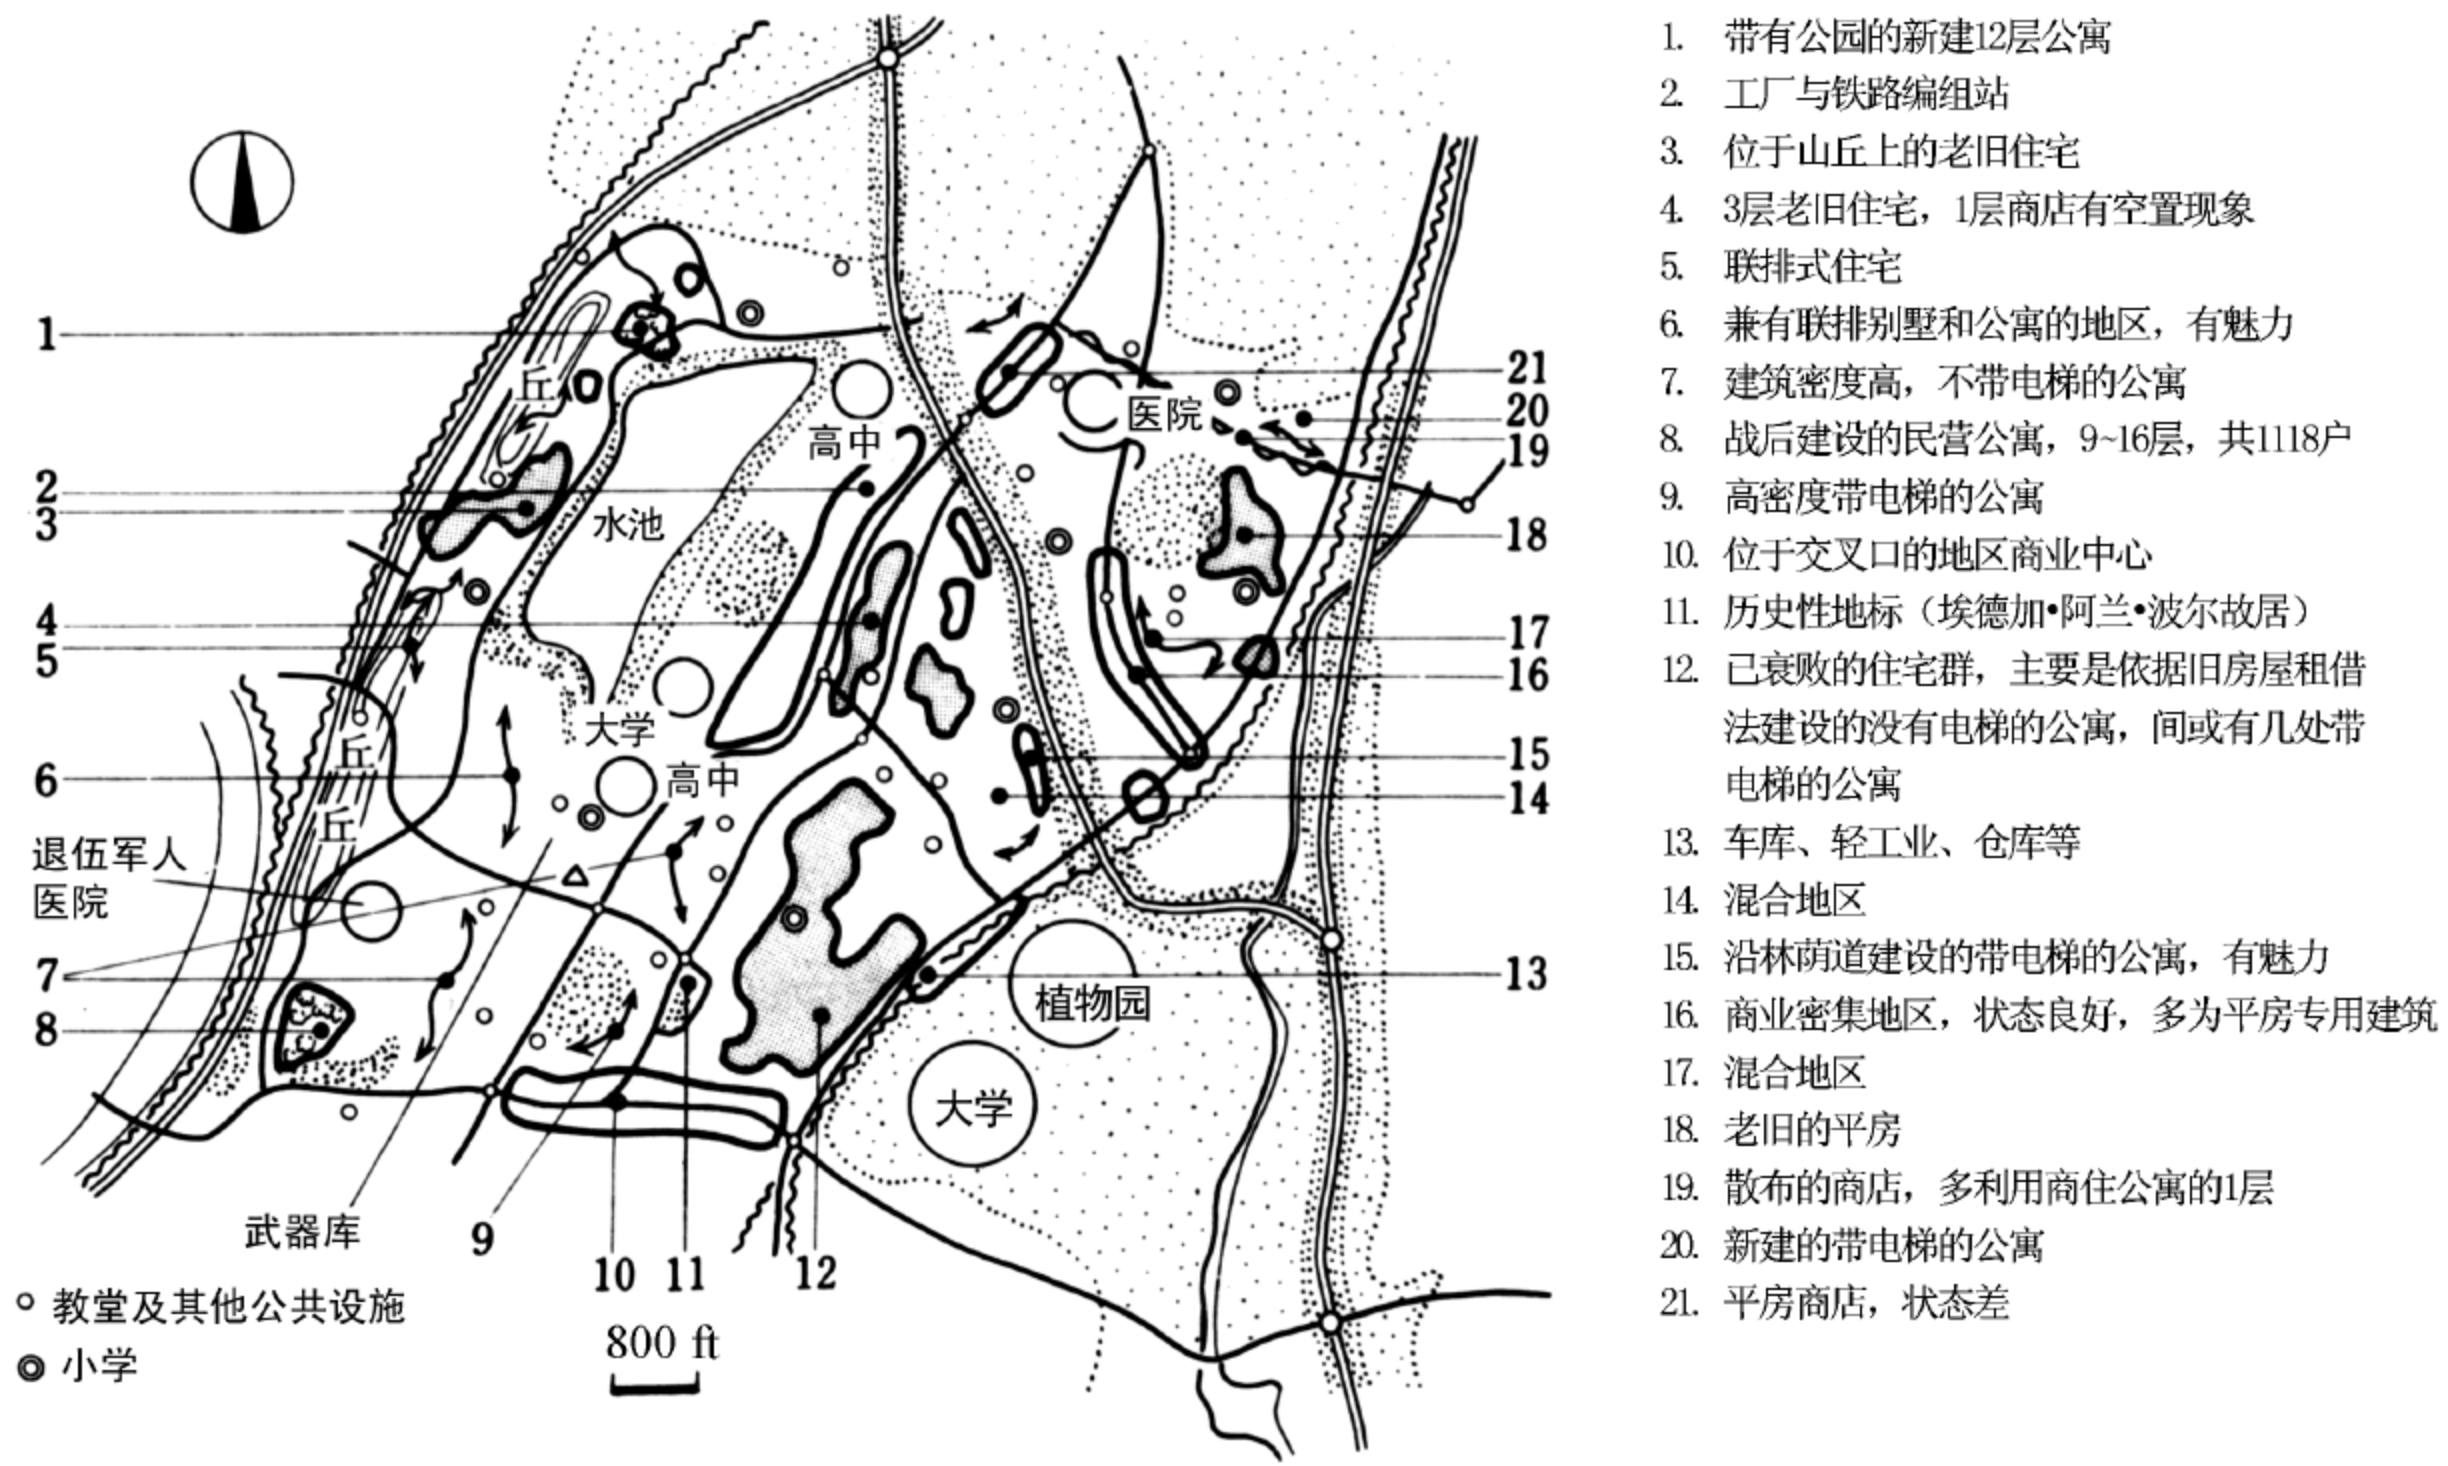 丘
1
高中
医院
21
20
19
2
3
水池
18
4
5
17
16
大学
丘
高中
15
6
14
丘
退伍军人
医院
7
13
植物园
8
大学
武器库
9
10
11
12
○ 教堂及其他公共设施
◎ 小学
800 ft
1. 带有公园的新建12层公寓
2. 工厂与铁路编组站
3. 位于山丘上的老旧住宅
4. 3层老旧住宅，1层商店有空置现象
5. 联排式住宅
6. 兼有联排别墅和公寓的地区，有魅力
7. 建筑密度高，不带电梯的公寓
8. 战后建设的民营公寓，9~16层，共1118户
9. 高密度带电梯的公寓
10. 位于交叉口的地区商业中心
11. 历史性地标（埃德加•阿兰•波尔故居）
12. 已衰败的住宅群，主要是依据旧房屋租借
法建设的没有电梯的公寓，间或有几处带
电梯的公寓
13. 车库、轻工业、仓库等
14. 混合地区
15. 沿林荫道建设的带电梯的公寓，有魅力
16. 商业密集地区，状态良好，多为平房专用建筑
17. 混合地区
18. 老旧的平房
19. 散布的商店，多利用商住公寓的1层
20. 新建的带电梯的公寓
21. 平房商店，状态差